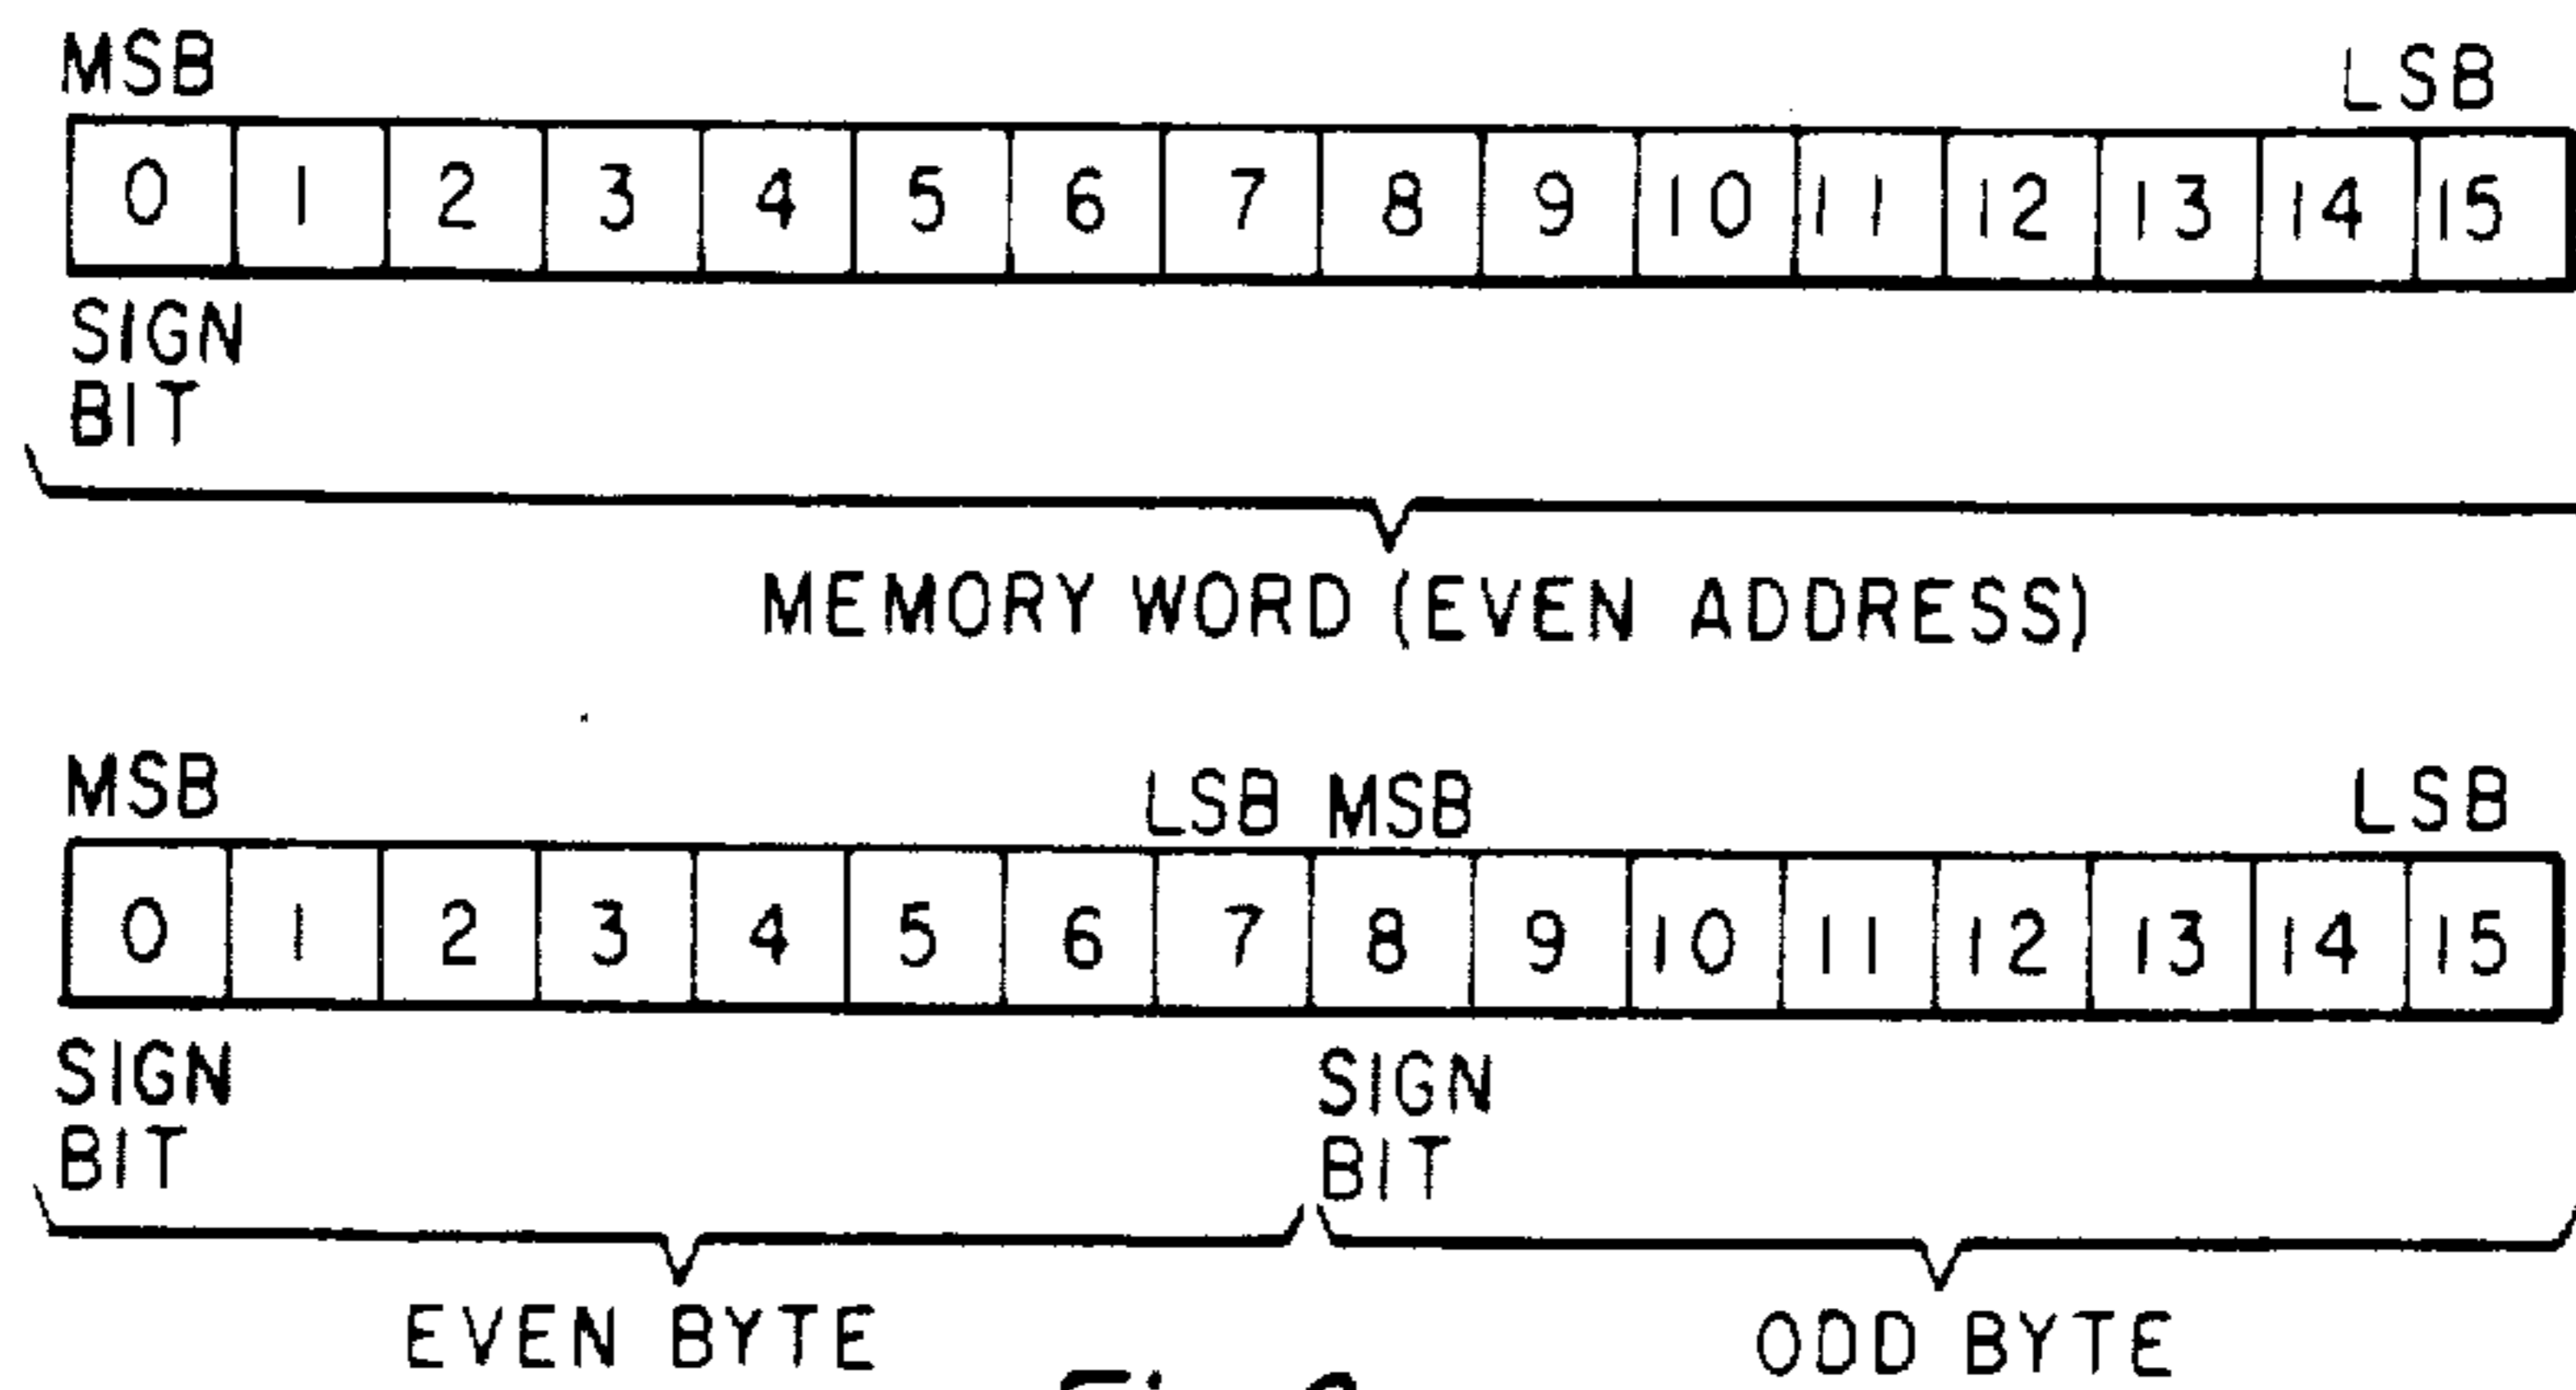 MSB LSB
0 1 2 3 4 5 6 7 8 9 10 11 12 13 14 15
SIGN
BIT
MEMORY WORD (EVEN ADDRESS)
MSB LSB MSB LSB
0 1 2 3 4 5 6 7 8 9 10 11 12 13 14 15
SIGN SIGN
BIT BIT
EVEN BYTE ODD BYTE